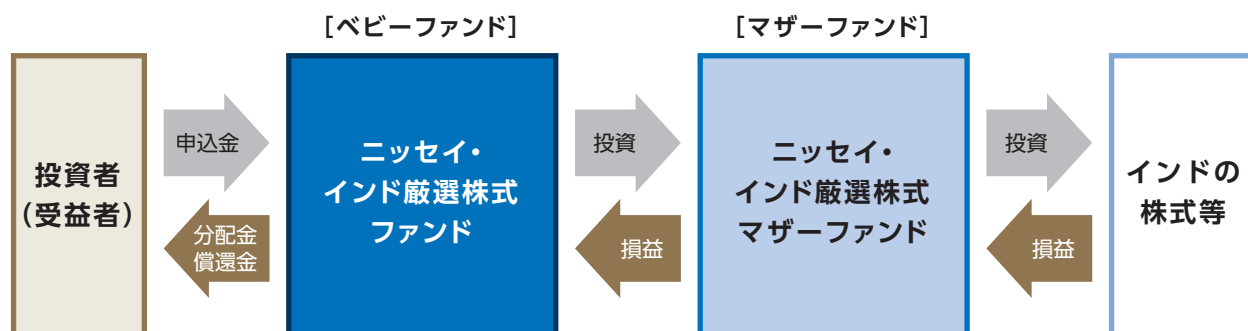 ［ベビーファンド］
［マザーファンド］
投資者
（受益者）
申込金
分配金
償還金
ニッセイ・
インド厳選株式
ファンド
投資
損益
ニッセイ・
インド厳選株式
マザーファンド
投資
損益
インドの
株式等